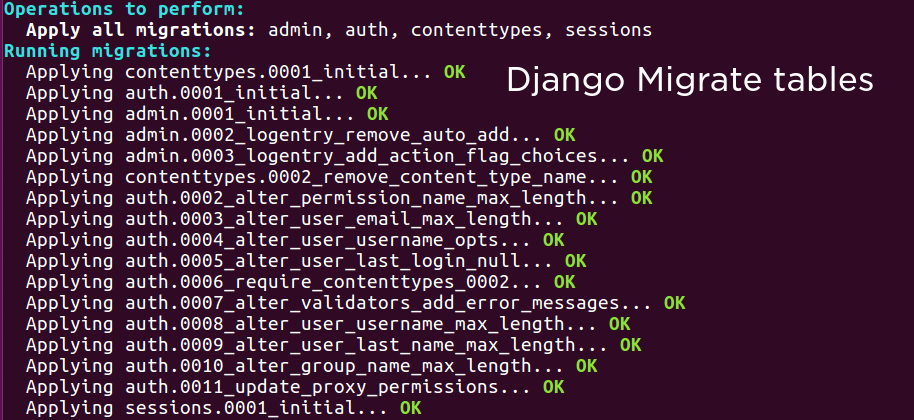 Operations to perform:
  Apply all migrations: admin, auth, contenttypes, sessions
Running migrations:
  Applying contenttypes.0001_initial... OK
Django Migrate tables
  Applying auth.0001_initial... OK
  Applying admin.0001_initial... OK
  Applying admin.0002_logentry_remove_auto_add... OK
  Applying admin.0003_logentry_add_action_flag_choices... OK
  Applying contenttypes.0002_remove_content_type_name... OK
  Applying auth.0002_alter_permission_name_max_length... OK
  Applying auth.0003_alter_user_email_max_length... OK
  Applying auth.0004_alter_user_username_opts... OK
  Applying auth.0005_alter_user_last_login_null... OK
  Applying auth.0006_require_contenttypes_0002... OK
  Applying auth.0007_alter_validators_add_error_messages... OK
  Applying auth.0008_alter_user_username_max_length... OK
  Applying auth.0009_alter_user_last_name_max_length... OK
  Applying auth.0010_alter_group_name_max_length... OK
  Applying auth.0011_update_proxy_permissions... OK
  Applying sessions.0001_initial... OK